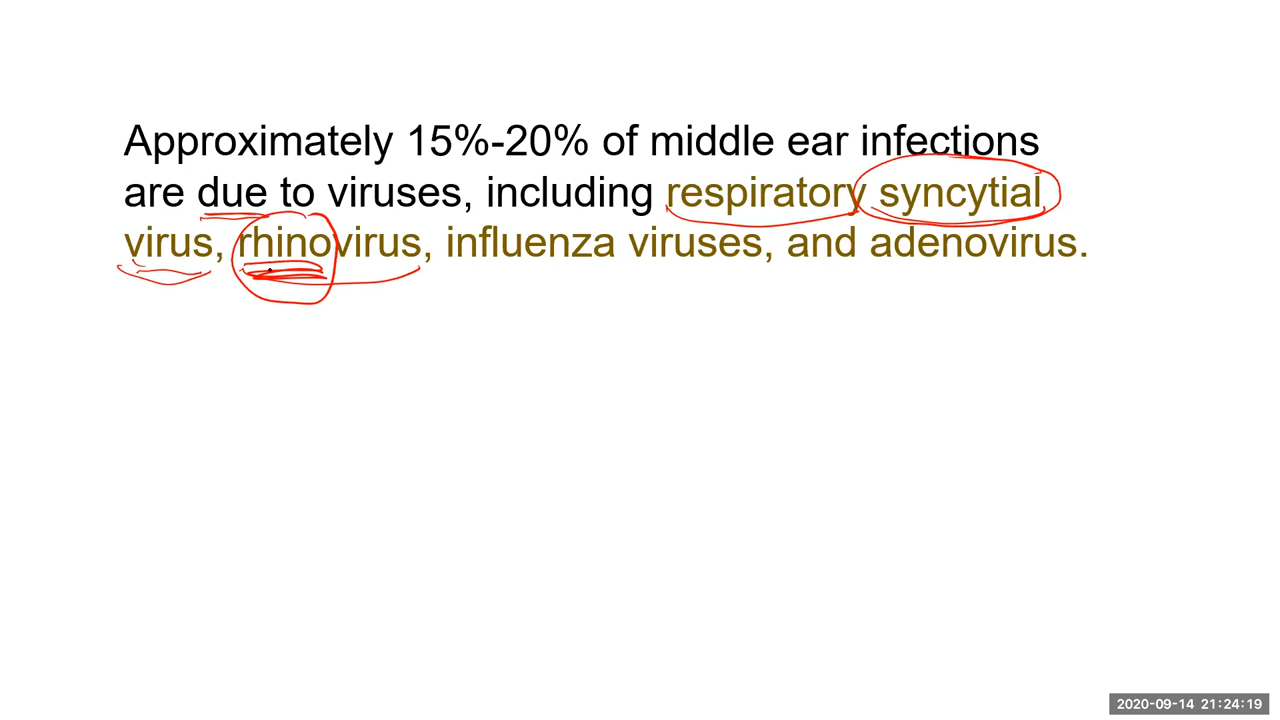 Approximately 15%-20% of middle ear infections
are due to viruses, including respiratory syncytial
virus, rhinovirus, influenza viruses, and adenovirus.
2020-09-14 21:24:19